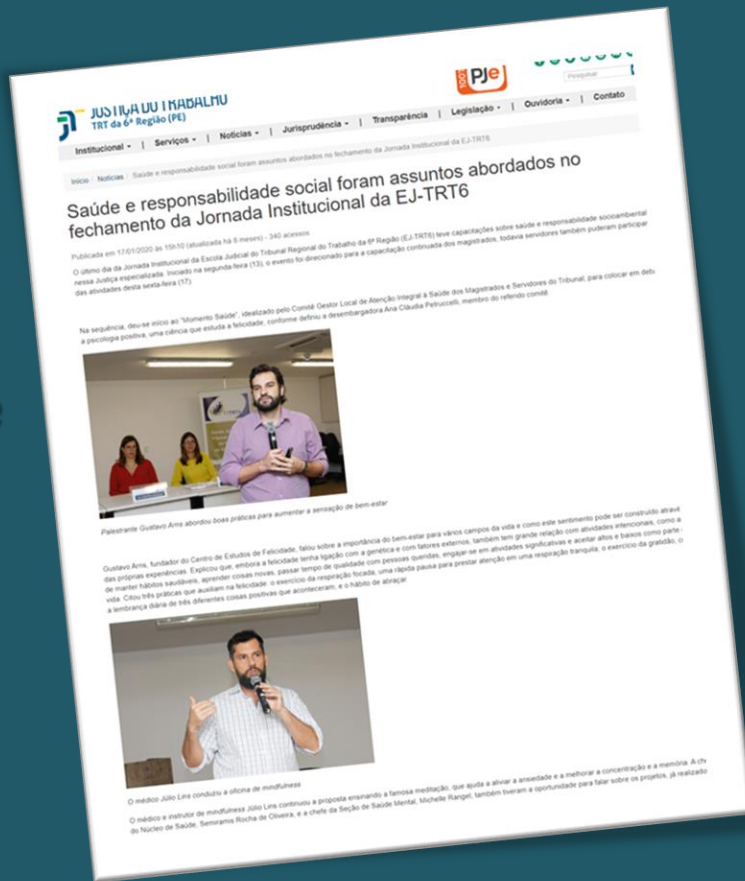 JUSTIÇA DO TRABALHO
TRT da 6ª Região (PE)
100% PJe
Pesquisar
Institucional - | Serviços - | Notícias - | Jurisprudência - | Transparência | Legislação - | Ouvidoria - | Contato
Início / Notícias / Saúde e responsabilidade social foram assuntos abordados no fechamento da Jornada Institucional da EJ-TRT6
Saúde e responsabilidade social foram assuntos abordados no
fechamento da Jornada Institucional da EJ-TRT6
Publicada em 17/01/2020 às 15h10 (atualizada há 8 meses) - 340 acessos
O último dia da Jornada Institucional da Escola Judicial do Tribunal Regional do Trabalho da 6ª Região (EJ-TRT6) teve capacitações sobre saúde e responsabilidade socioambiental
nessa Justiça especializada. Iniciado na segunda-feira (13), o evento foi direcionado para a capacitação continuada dos magistrados, todavia servidores também puderam participar
das atividades desta sexta-feira (17).
Na sequência, deu-se início ao "Momento Saúde", idealizado pelo Comitê Gestor Local de Atenção Integral à Saúde dos Magistrados e Servidores do Tribunal, para colocar em deba
a psicologia positiva, uma ciência que estuda a felicidade, conforme definiu a desembargadora Ana Cláudia Petruccelli, membro do referido comitê.
Palestrante Gustavo Arns abordou boas práticas para aumentar a sensação de bem-estar
Gustavo Arns, fundador do Centro de Estudos de Felicidade, falou sobre a importância do bem-estar para vários campos da vida e como este sentimento pode ser construído atravé
das próprias experiências. Explicou que, embora a felicidade tenha ligação com a genética e com fatores externos, também tem grande relação com atividades intencionais, como a
de manter hábitos saudáveis, aprender coisas novas, passar tempo de qualidade com pessoas queridas, engajar-se em atividades significativas e aceitar altos e baixos como parte
vida. Citou três práticas que auxiliam na felicidade: o exercício da respiração focada, uma rápida pausa para prestar atenção em uma respiração tranquila; o exercício da gratidão, o
a lembrança diária de três diferentes coisas positivas que aconteceram; e o hábito de abraçar.
O médico Júlio Lins conduziu a oficina de mindfulness
O médico e instrutor de mindfulness Júlio Lins continuou a proposta ensinando a famosa meditação, que ajuda a aliviar a ansiedade e a melhorar a concentração e a memória. A che
do Núcleo de Saúde, Semiramis Rocha de Oliveira, e a chefe da Seção de Saúde Mental, Michelle Rangel, também tiveram a oportunidade para falar sobre os projetos, já realizado